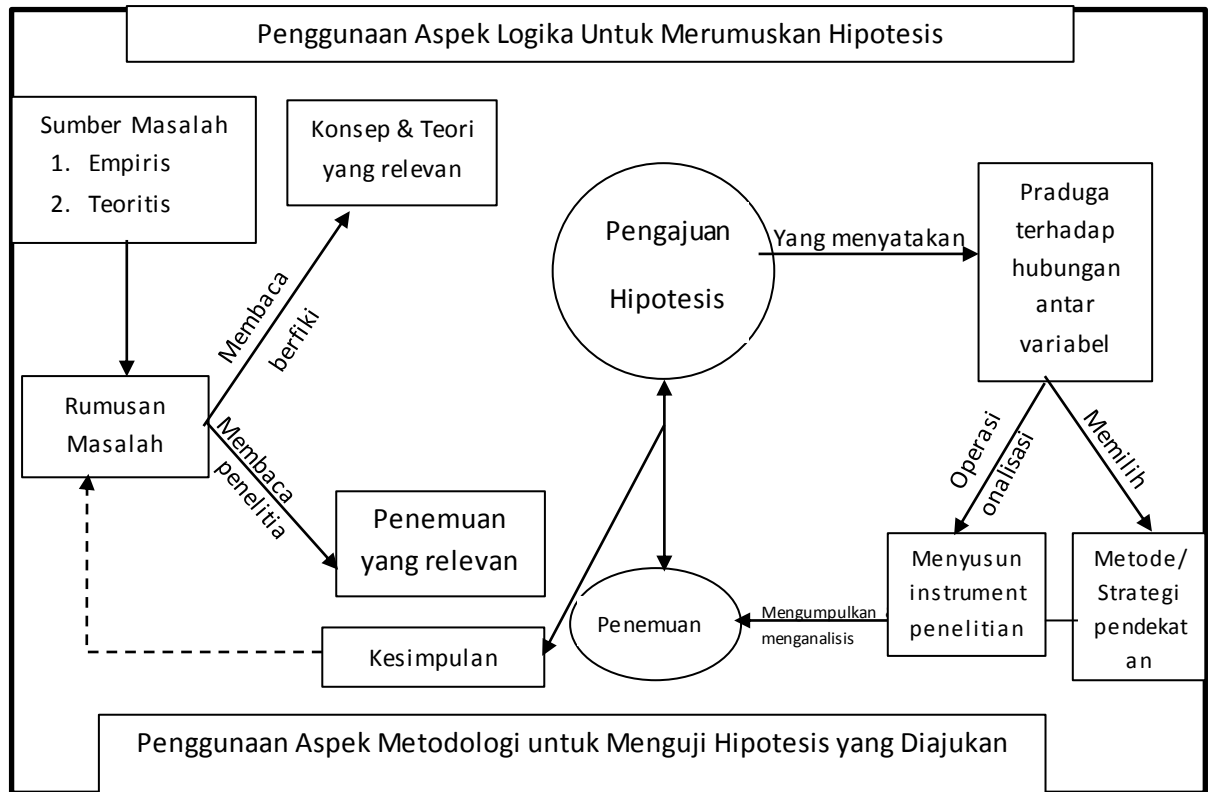 Penggunaan Aspek Logika Untuk Merumuskan Hipotesis
Sumber Masalah
1. Empiris
2. Teoritis
Konsep & Teori
yang relevan
Pengajuan
Hipotesis
Yang menyatakan
Praduga
terhadap
hubungan
antar
variabel
Membaca
berfiki
Rumusan
Masalah
Membaca
penelitia
Penemuan
yang relevan
Operasi
onalisasi
Memilih
Menyusun
instrument
penelitian
Metode/
Strategi
pendekat
an
Mengumpulkan
menganalisis
Penemuan
Kesimpulan
Penggunaan Aspek Metodologi untuk Menguji Hipotesis yang Diajukan